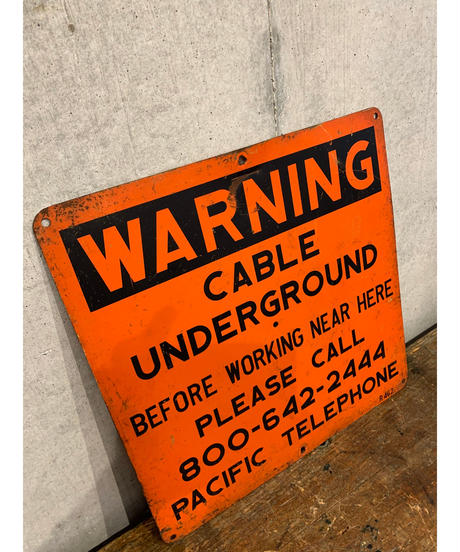 WARNING
CABLE
UNDERGROUND
BEFORE WORKING NEAR HERE
PLEASE CALL
800-642-2444
PACIFIC TELEPHONE